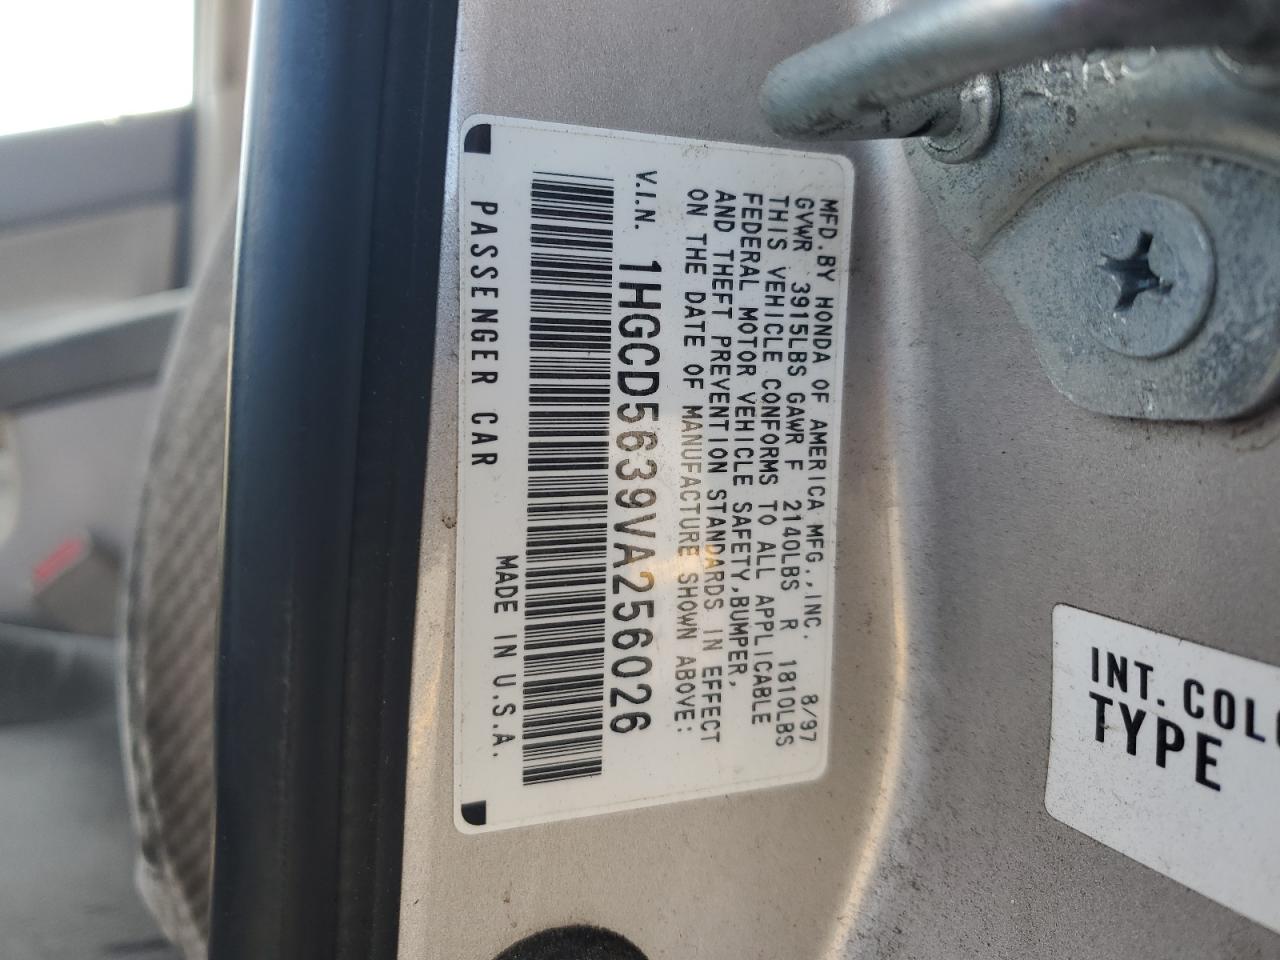 MFD.BY HONDA OF AMERICA MFG.,INC. 8/97
GVWR 3915LBS GAWR F 2140LBS R 1810LBS
THIS VEHICLE CONFORMS TO ALL APPLICABLE
FEDERAL MOTOR VEHICLE SAFETY,BUMPER,
AND THEFT PREVENTION STANDARDS IN EFFECT
ON THE DATE OF MANUFACTURE SHOWN ABOVE:
V.I.N. 1HGCD5639VA256026
PASSENGER CAR MADE IN U.S.A.
INT. COLO
TYPE